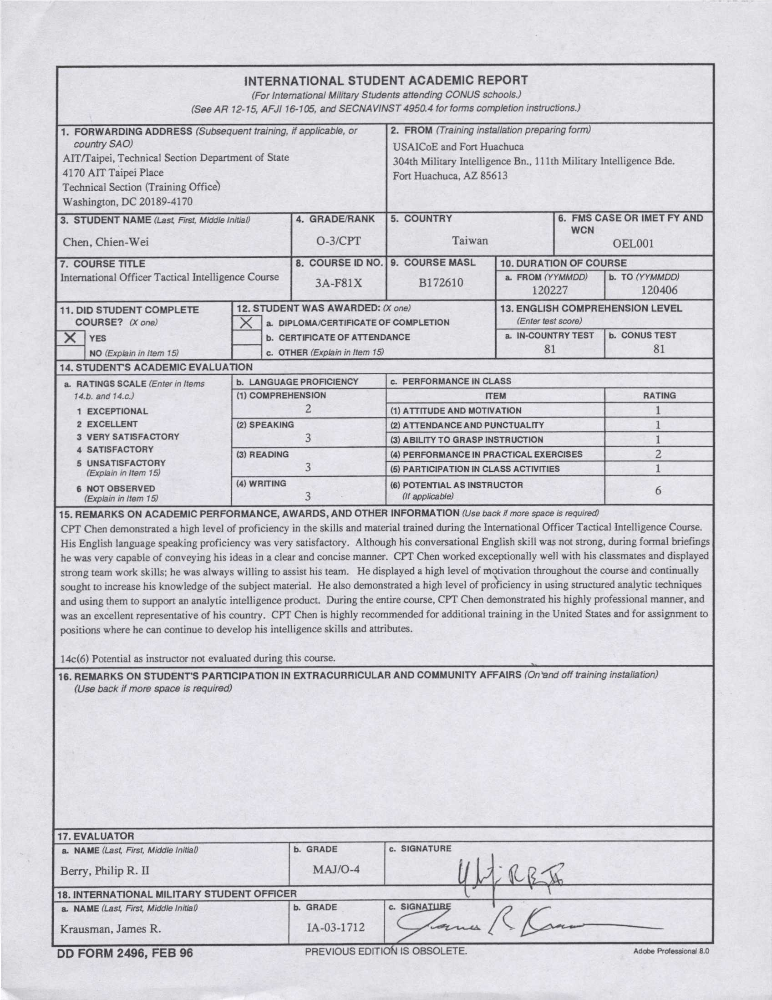 INTERNATIONAL STUDENT ACADEMIC REPORT
(For International Military Students attending CONUS schools.)
(See AR 12-15, AFJI 16-105, and SECNAVINST 4950.4 for forms completion instructions.)
1. FORWARDING ADDRESS (Subsequent training, if applicable, or
country SAO)
AIT/Taipei, Technical Section Department of State
4170 AIT Taipei Place
Technical Section (Training Office)
Washington, DC 20189-4170
2. FROM (Training installation preparing form)
USAICoE and Fort Huachuca
304th Military Intelligence Bn., 111th Military Intelligence Bde.
Fort Huachuca, AZ 85613
3. STUDENT NAME (Last, First, Middle Initial)
Chen, Chien-Wei
4. GRADE/RANK
O-3/CPT
5. COUNTRY
Taiwan
6. FMS CASE OR IMET FY AND
WCN
OEL001
7. COURSE TITLE
International Officer Tactical Intelligence Course
8. COURSE ID NO.
3A-F81X
9. COURSE MASL
B172610
10. DURATION OF COURSE
a. FROM (YYMMDD)
120227
b. TO (YYMMDD)
120406
11. DID STUDENT COMPLETE
COURSE? (X one)
X YES
NO (Explain in Item 15)
12. STUDENT WAS AWARDED: (X one)
X a. DIPLOMA/CERTIFICATE OF COMPLETION
b. CERTIFICATE OF ATTENDANCE
c. OTHER (Explain in Item 15)
13. ENGLISH COMPREHENSION LEVEL
(Enter test score)
a. IN-COUNTRY TEST
81
b. CONUS TEST
81
14. STUDENT'S ACADEMIC EVALUATION
a. RATINGS SCALE (Enter in Items
14.b. and 14.c.)
1 EXCEPTIONAL
2 EXCELLENT
3 VERY SATISFACTORY
4 SATISFACTORY
5 UNSATISFACTORY
(Explain in Item 15)
6 NOT OBSERVED
(Explain in Item 15)
b. LANGUAGE PROFICIENCY
(1) COMPREHENSION
2
(2) SPEAKING
3
(3) READING
3
(4) WRITING
3
c. PERFORMANCE IN CLASS
ITEM RATING
(1) ATTITUDE AND MOTIVATION 1
(2) ATTENDANCE AND PUNCTUALITY 1
(3) ABILITY TO GRASP INSTRUCTION 1
(4) PERFORMANCE IN PRACTICAL EXERCISES 2
(5) PARTICIPATION IN CLASS ACTIVITIES 1
(6) POTENTIAL AS INSTRUCTOR 6
(If applicable)
15. REMARKS ON ACADEMIC PERFORMANCE, AWARDS, AND OTHER INFORMATION (Use back if more space is required)
CPT Chen demonstrated a high level of proficiency in the skills and material trained during the International Officer Tactical Intelligence Course.
His English language speaking proficiency was very satisfactory. Although his conversational English skill was not strong, during formal briefings
he was very capable of conveying his ideas in a clear and concise manner. CPT Chen worked exceptionally well with his classmates and displayed
strong team work skills; he was always willing to assist his team. He displayed a high level of motivation throughout the course and continually
sought to increase his knowledge of the subject material. He also demonstrated a high level of proficiency in using structured analytic techniques
and using them to support an analytic intelligence product. During the entire course, CPT Chen demonstrated his highly professional manner, and
was an excellent representative of his country. CPT Chen is highly recommended for additional training in the United States and for assignment to
positions where he can continue to develop his intelligence skills and attributes.
14c(6) Potential as instructor not evaluated during this course.
16. REMARKS ON STUDENT'S PARTICIPATION IN EXTRACURRICULAR AND COMMUNITY AFFAIRS (On and off training installation)
(Use back if more space is required)
17. EVALUATOR
a. NAME (Last, First, Middle Initial)
Berry, Philip R. II
b. GRADE
MAJ/O-4
c. SIGNATURE
18. INTERNATIONAL MILITARY STUDENT OFFICER
a. NAME (Last, First, Middle Initial)
Krausman, James R.
b. GRADE
IA-03-1712
c. SIGNATURE
DD FORM 2496, FEB 96
PREVIOUS EDITION IS OBSOLETE.
Adobe Professional 8.0